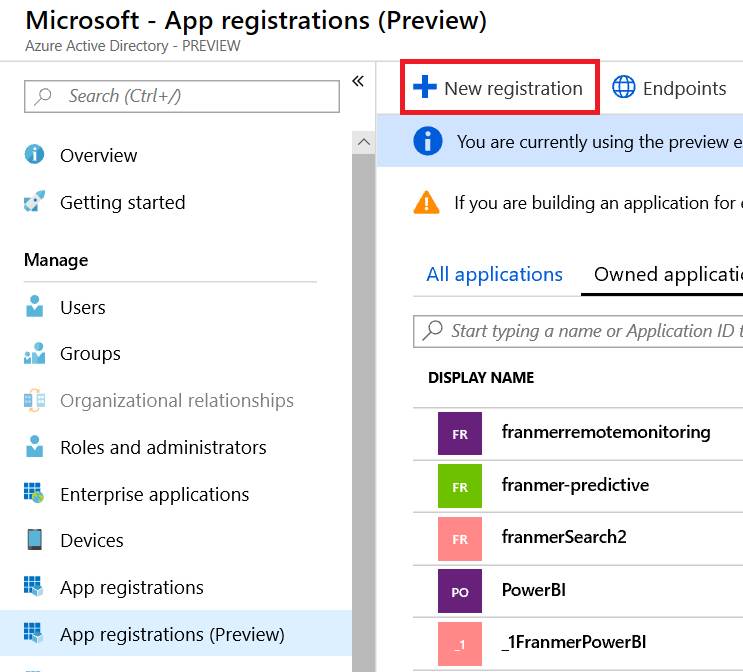 Microsoft - App registrations (Preview)
Azure Active Directory - PREVIEW
Search (Ctrl+/)
Overview
Getting started
Manage
Users
Groups
Organizational relationships
Roles and administrators
Enterprise applications
Devices
App registrations
App registrations (Preview)
New registration
Endpoints
You are currently using the preview e
If you are building an application for e
All applications
Owned applicatio
Start typing a name or Application ID t
DISPLAY NAME
FR franmerremotemonitoring
FR franmer-predictive
FR franmerSearch2
PO PowerBI
_1 _1FranmerPowerBI